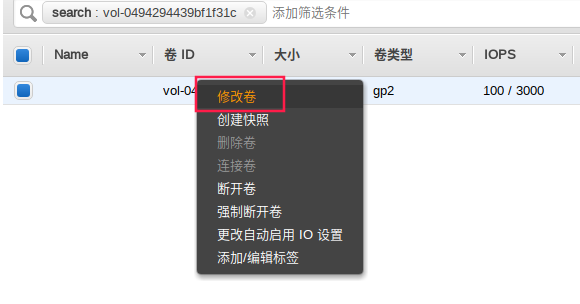 search : vol-0494294439bf1f31c 添加筛选条件
Name 卷 ID 大小 卷类型 IOPS
vol-04 gp2 100 / 3000
修改卷
创建快照
删除卷
连接卷
断开卷
强制断开卷
更改自动启用 IO 设置
添加/编辑标签